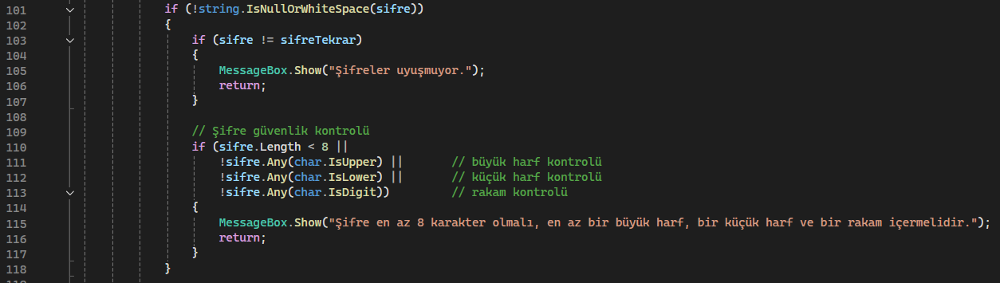 101 if (!string.IsNullOrWhiteSpace(sifre))
102 {
103 if (sifre != sifreTekrar)
104 {
105 MessageBox.Show("Şifreler uyuşmuyor.");
106 return;
107 }
108
109 // Şifre güvenlik kontrolü
110 if (sifre.Length < 8 ||
111 !sifre.Any(char.IsUpper) || // büyük harf kontrolü
112 !sifre.Any(char.IsLower) || // küçük harf kontrolü
113 !sifre.Any(char.IsDigit)) // rakam kontrolü
114 {
115 MessageBox.Show("Şifre en az 8 karakter olmalı, en az bir büyük harf, bir küçük harf ve bir rakam içermelidir.");
116 return;
117 }
118 }